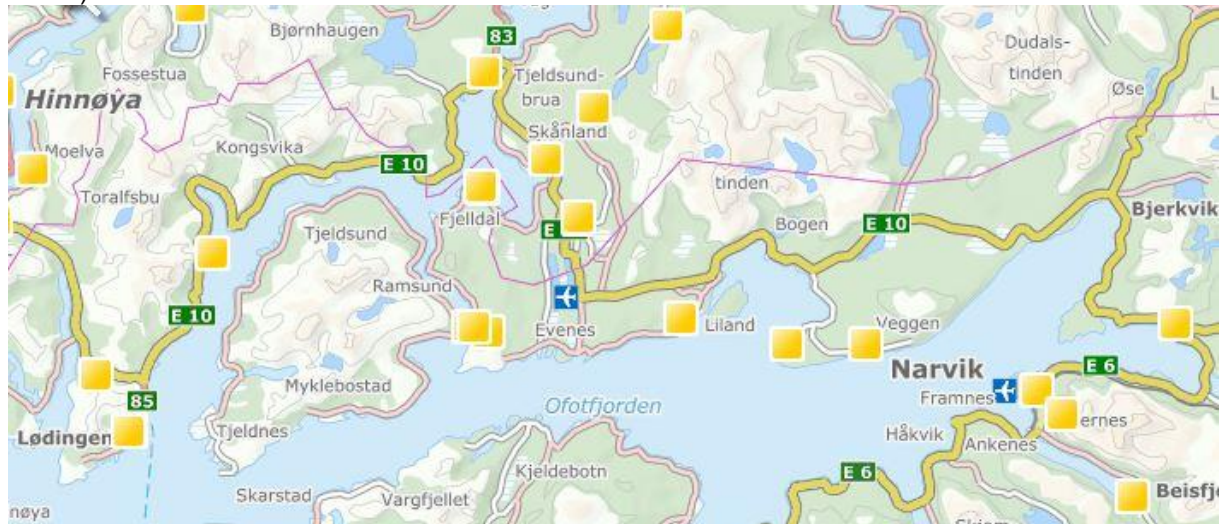 Bjørnhaugen
83
Dudals-
tinden
Fossestua
Tjeldsund-
brua
Øse
Hinnøya
Skånland
Moelva
Kongsvika
E 10
Toralfsbu
tinden
Fjelldal
Bjerkvik
Tjeldsund
E
Bogen
E 10
Ramsund
E 10
Evenes
Liland
Veggen
Myklebostad
Narvik
E 6
85
Framnes
Ofotfjorden
ernes
Lødingen
Tjeldnes
Håkvik
Ankenes
Kjeldebotn
E 6
Skarstad
Vargfjellet
Beisfj
nøya